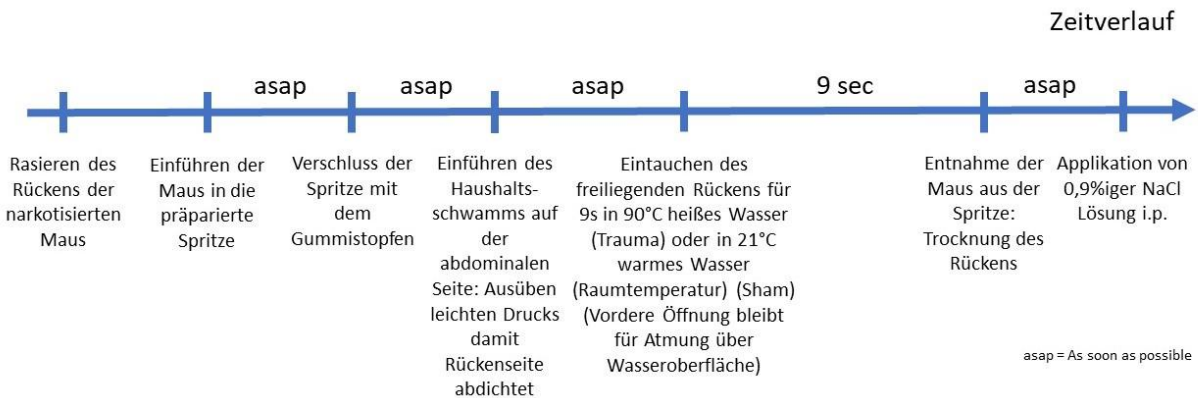 Zeitverlauf
asap
asap
asap
9 sec
asap
Rasieren des
Rückens der
narkotisierten
Maus
Einführen der
Maus in die
präparierte
Spritze
Verschluss der
Spritze mit
dem
Gummistopfen
Einführen des
Haushalts-
schwamms auf
der
abdominalen
Seite: Ausüben
leichten Drucks
damit
Rückenseite
abdichtet
Eintauchen des
freiliegenden Rückens für
9s in 90°C heißes Wasser
(Trauma) oder in 21°C
warmes Wasser
(Raumtemperatur) (Sham)
(Vordere Öffnung bleibt
für Atmung über
Wasseroberfläche)
Entnahme der
Maus aus der
Spritze:
Trocknung des
Rückens
Applikation von
0,9%iger NaCl
Lösung i.p.
asap = As soon as possible